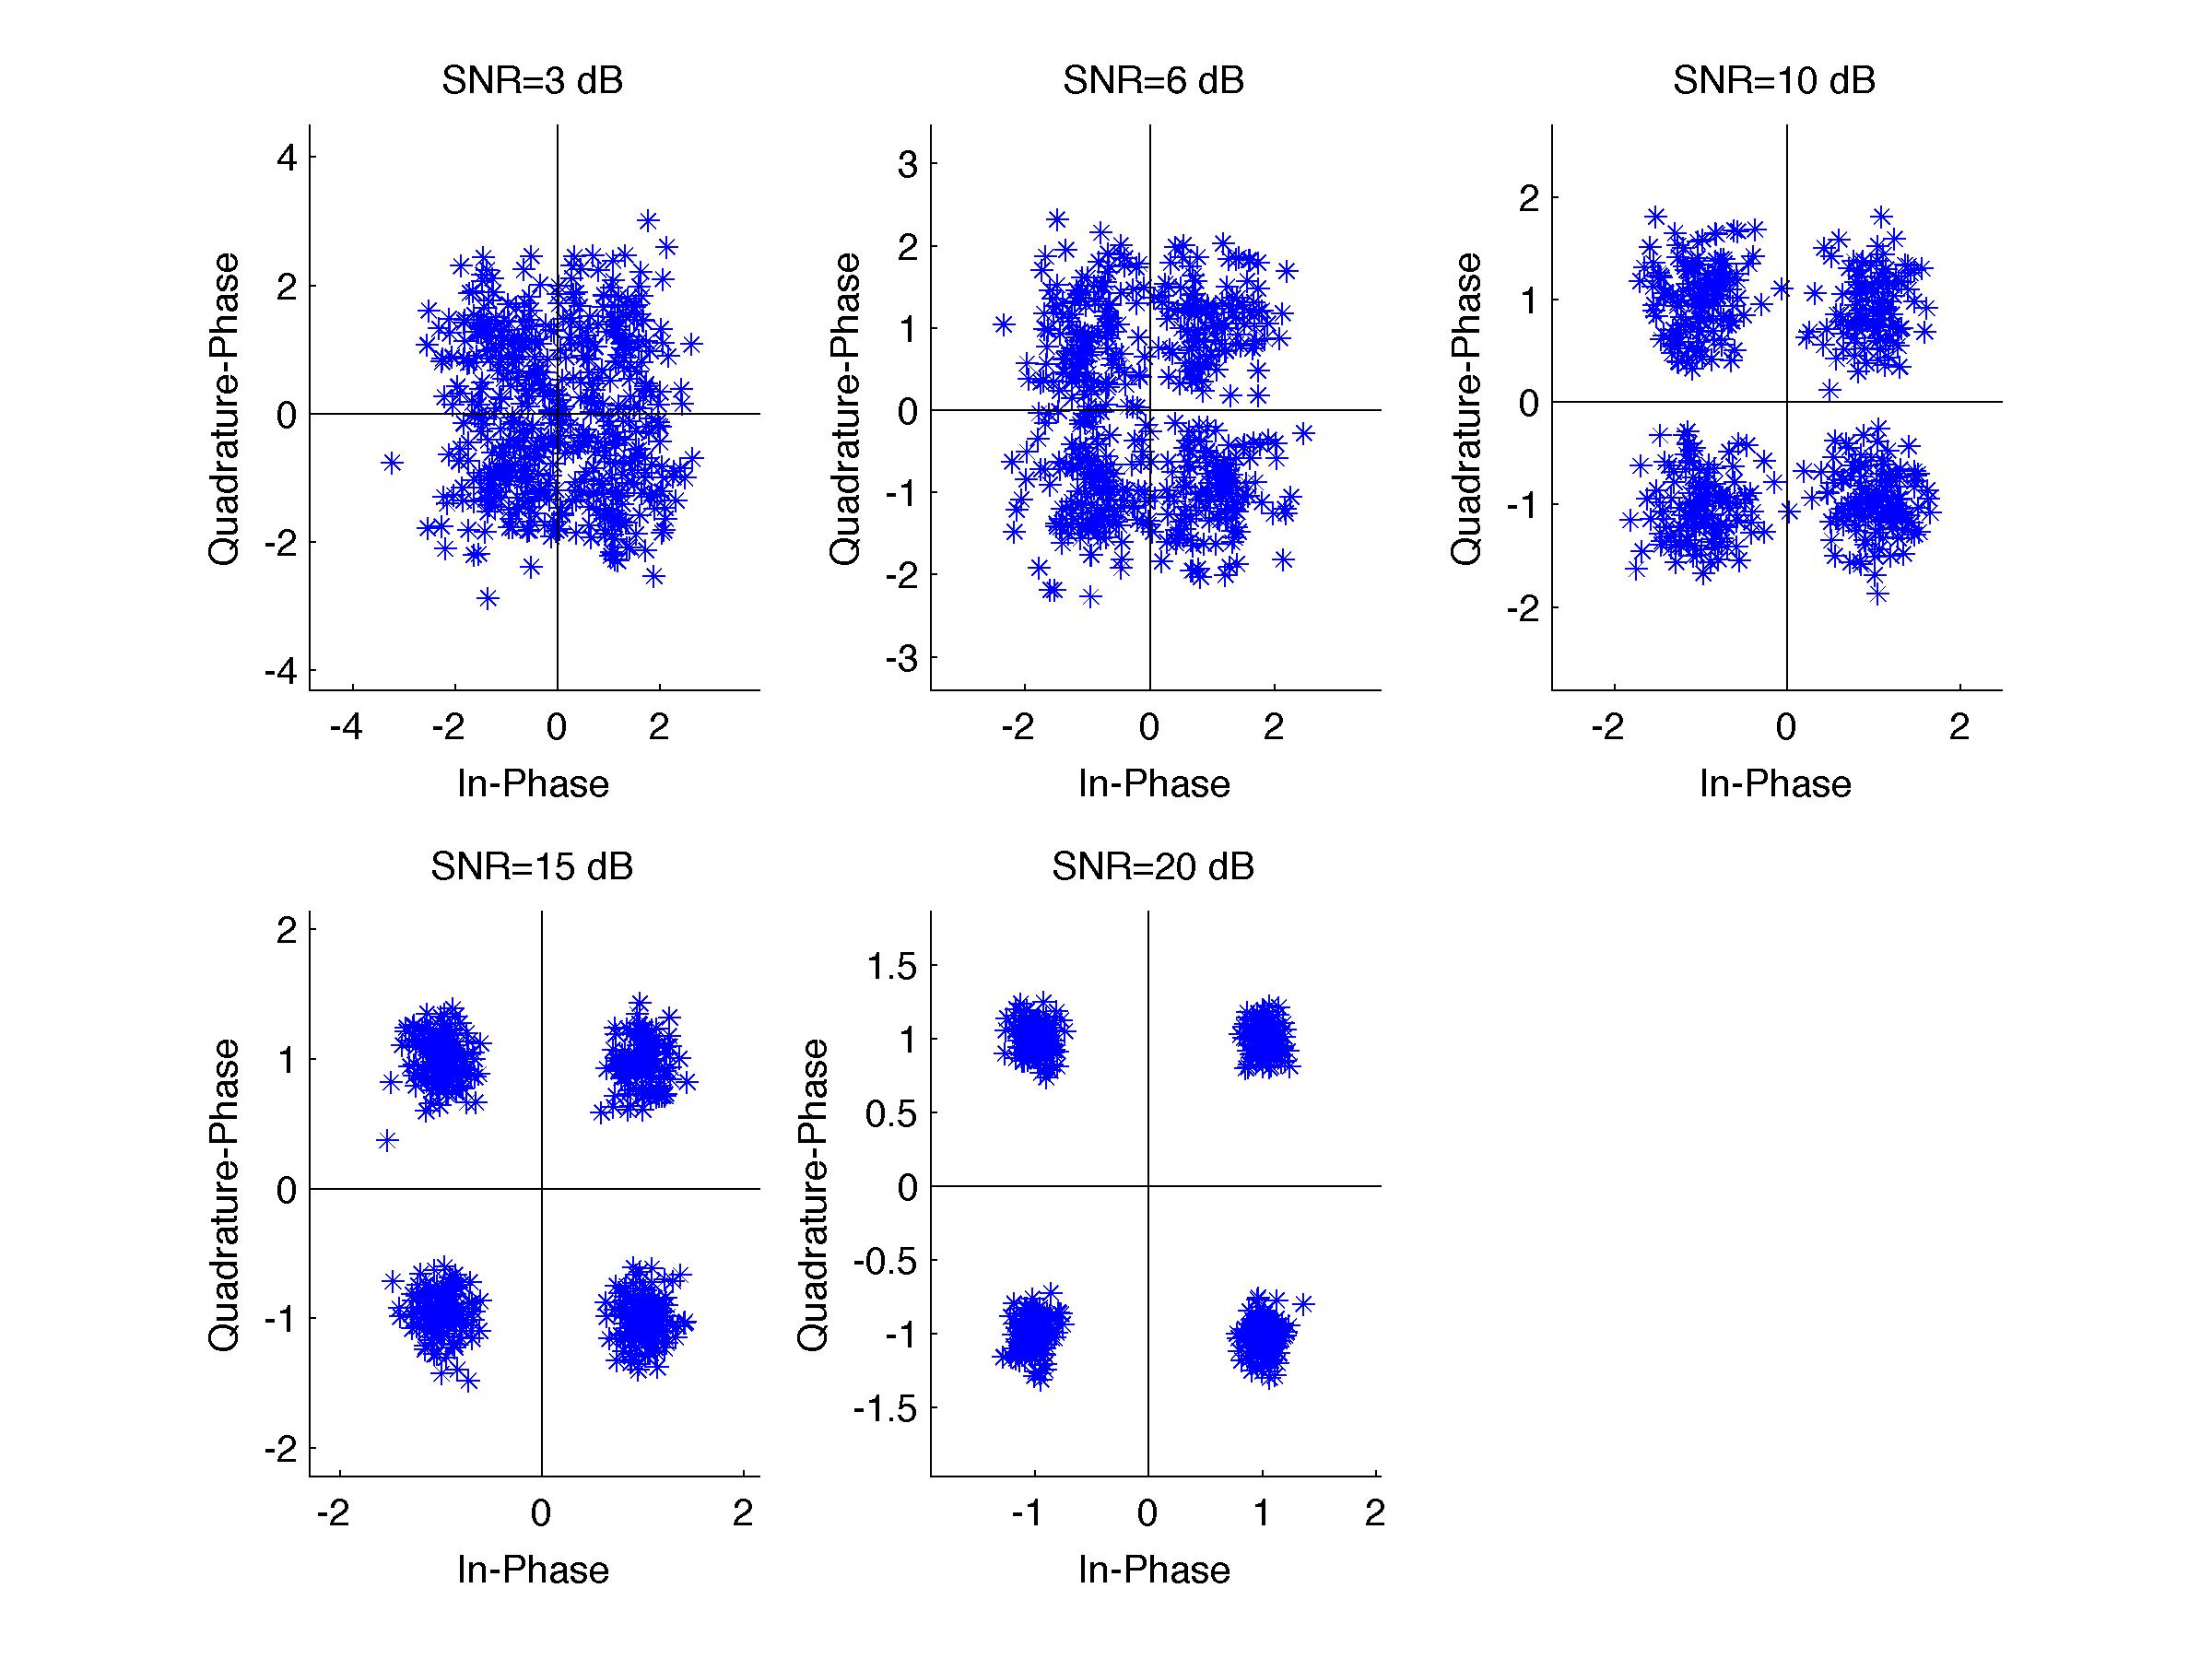 SNR=3 dB
Quadrature-Phase
4
2
0
-2
-4
-4 -2 0 2
In-Phase
SNR=6 dB
Quadrature-Phase
3
2
1
0
-1
-2
-3
-2 0 2
In-Phase
SNR=10 dB
Quadrature-Phase
2
1
0
-1
-2
-2 0 2
In-Phase
SNR=15 dB
Quadrature-Phase
2
1
0
-1
-2
-2 0 2
In-Phase
SNR=20 dB
Quadrature-Phase
1.5
1
0.5
0
-0.5
-1
-1.5
-1 0 1 2
In-Phase